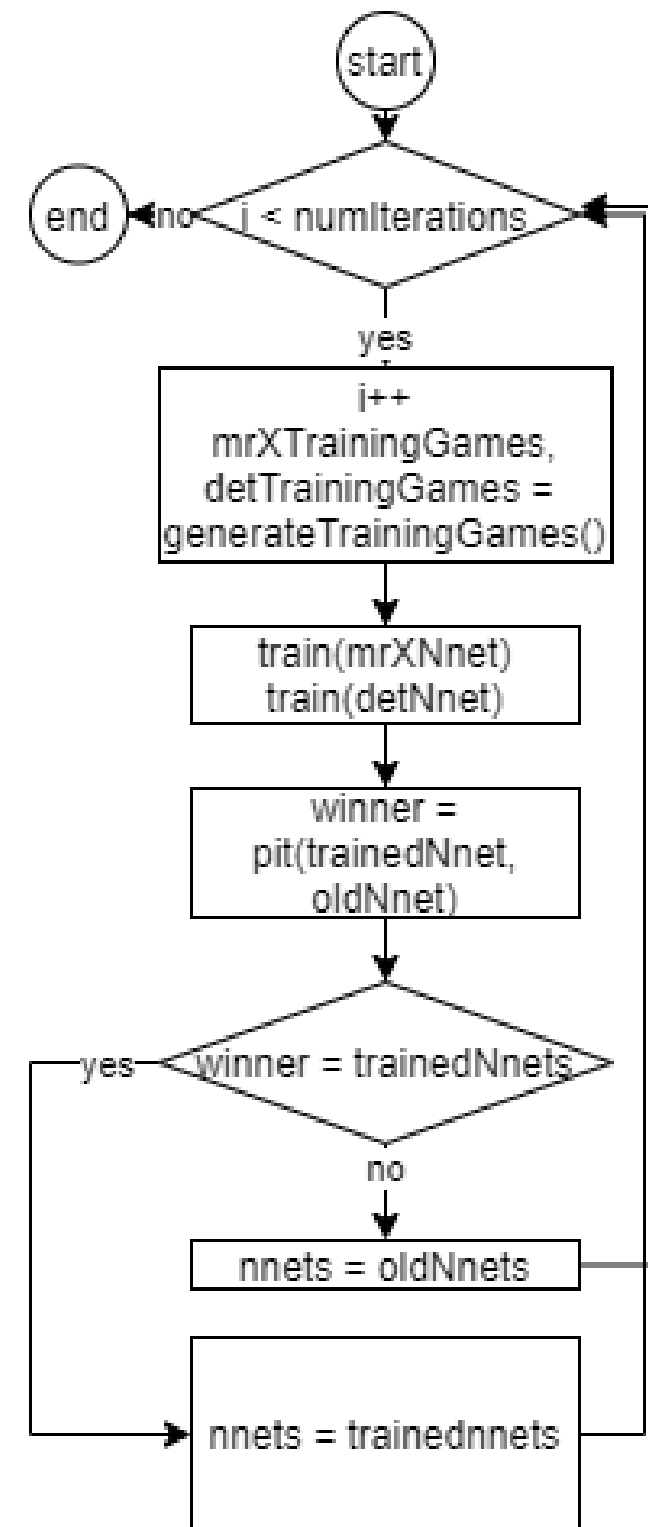 start
end
no
i < numIterations
yes
i++
mrXTrainingGames,
detTrainingGames =
generateTrainingGames()
train(mrXNnet)
train(detNnet)
winner =
pit(trainedNnet,
oldNnet)
yes
winner = trainedNnets
no
nnets = oldNnets
nnets = trainednnets